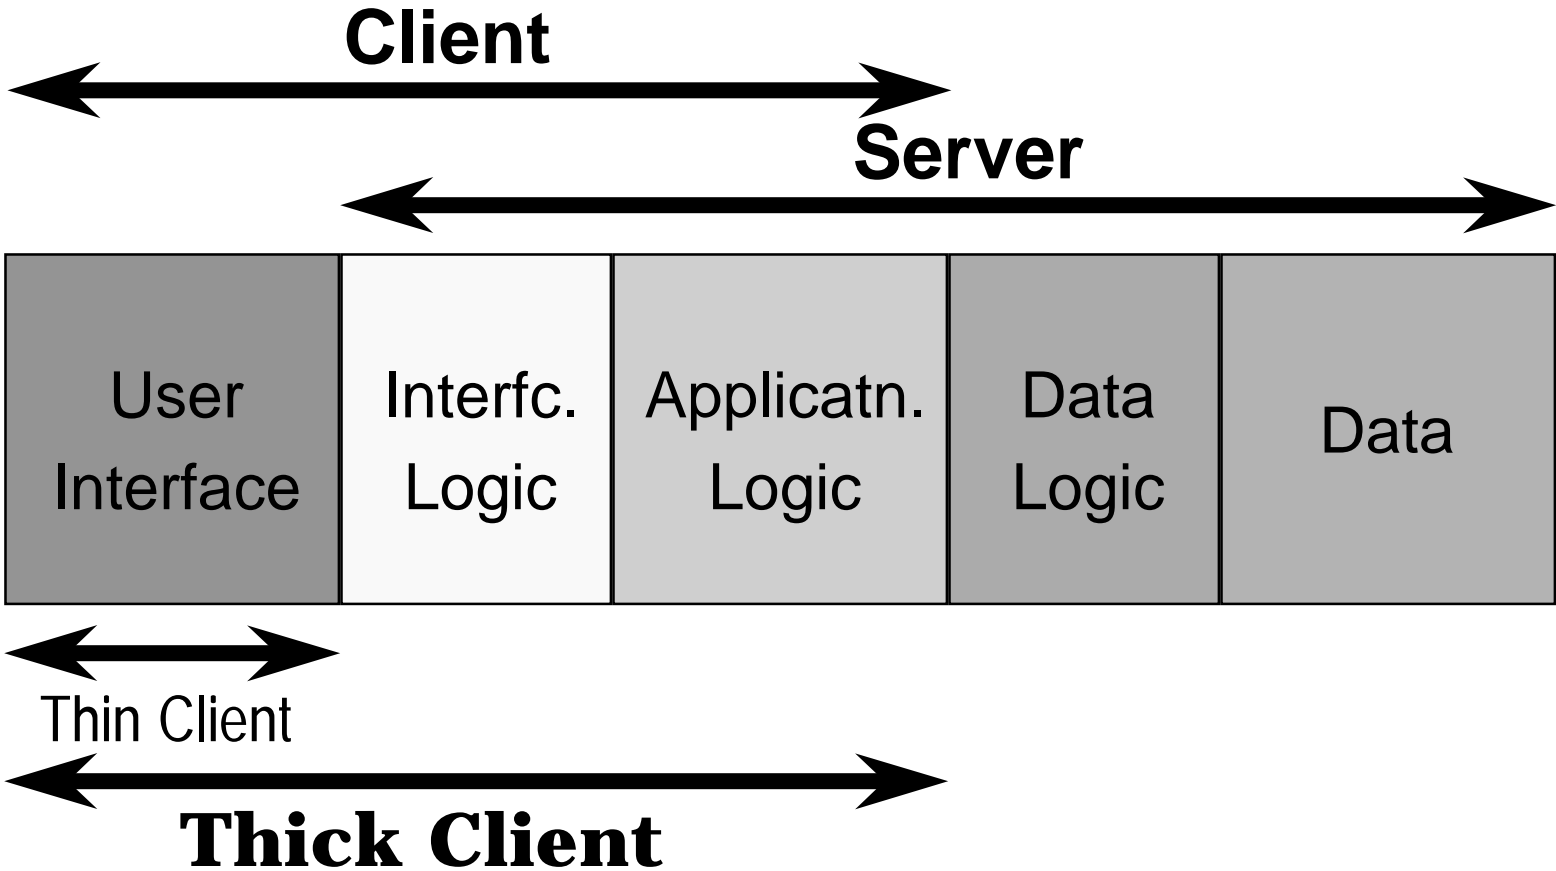 Client
Server
User
Interface
Interfc.
Logic
Applicatn.
Logic
Data
Logic
Data
Thin Client
Thick Client